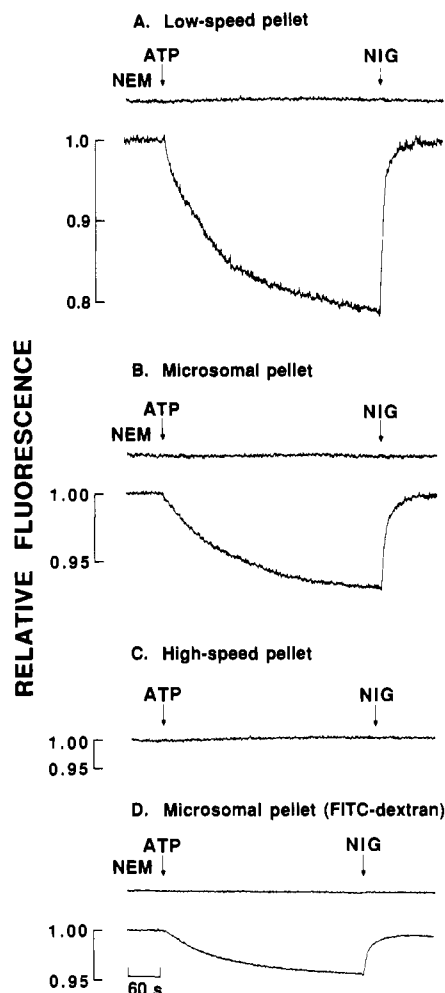 A. Low-speed pellet
ATP NIG
NEM
1.0
0.9
0.8
RELATIVE FLUORESCENCE
B. Microsomal pellet
ATP NIG
NEM
1.00
0.95
C. High-speed pellet
ATP NIG
1.00
0.95
D. Microsomal pellet (FITC-dextran)
ATP NIG
NEM
1.00
0.95
60 s